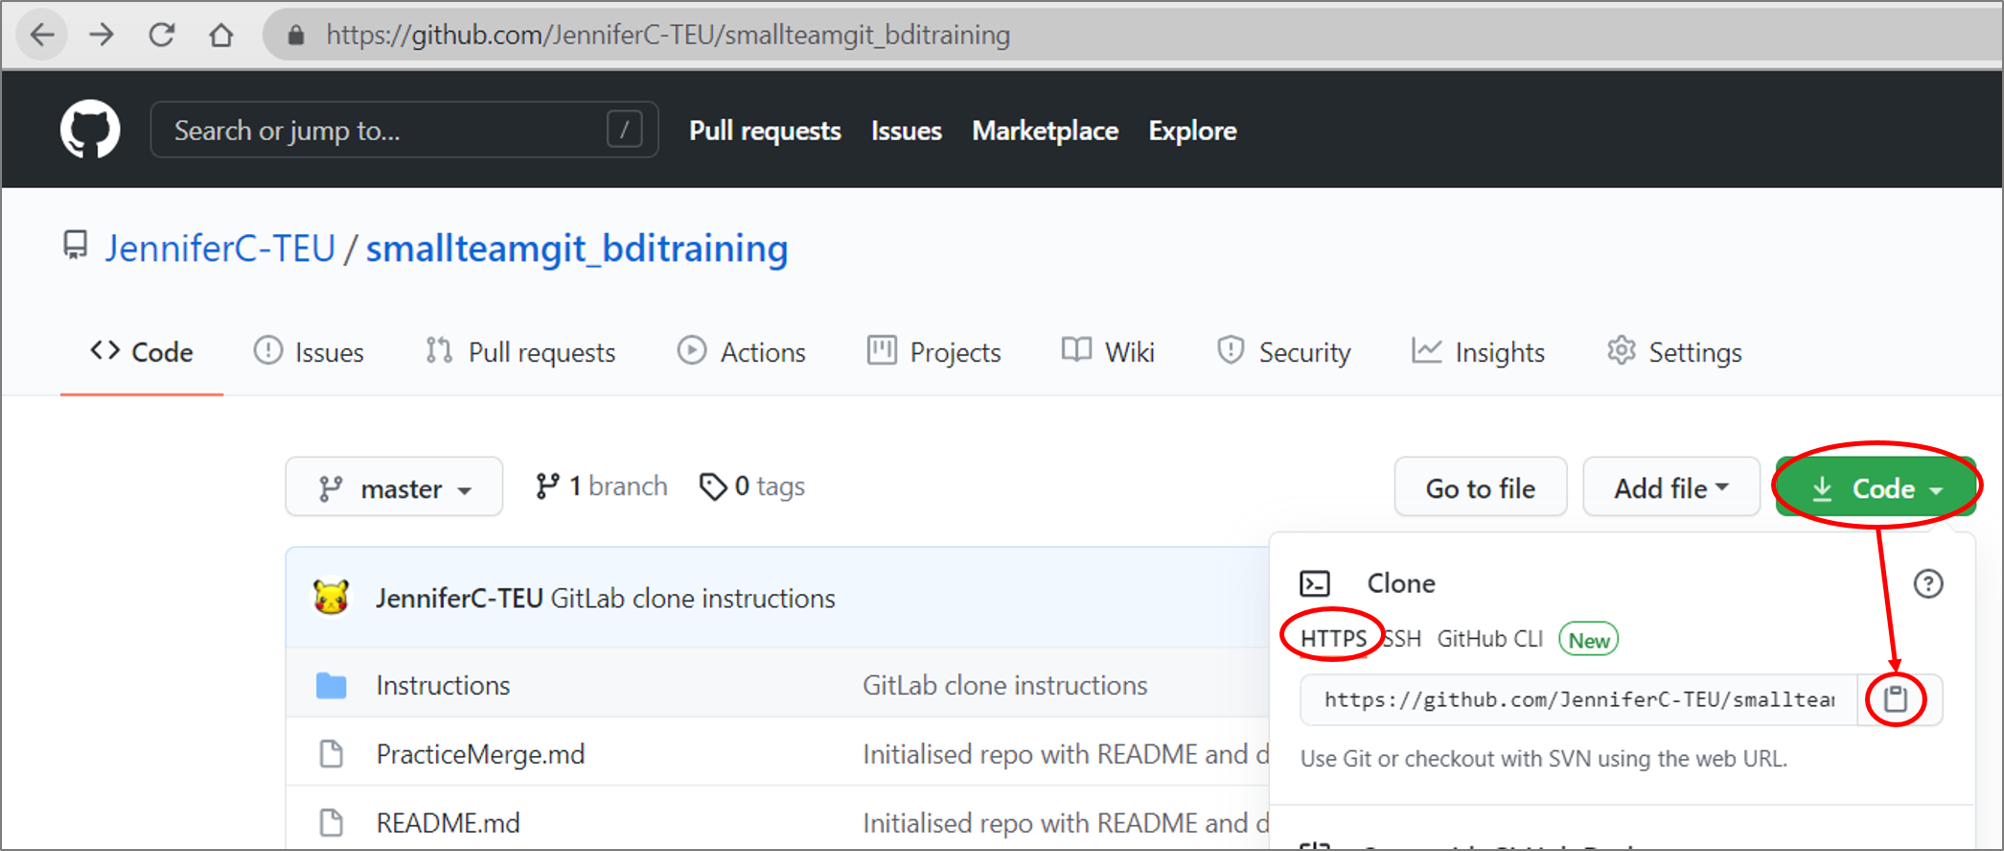 https://github.com/JenniferC-TEU/smallteamgit_bditraining
Search or jump to... /
Pull requests Issues Marketplace Explore
JenniferC-TEU / smallteamgit_bditraining
<> Code Issues Pull requests Actions Projects Wiki Security Insights Settings
master 1 branch 0 tags Go to file Add file Code
JenniferC-TEU GitLab clone instructions
Clone
HTTPS SSH GitHub CLI New
Instructions GitLab clone instructions
https://github.com/JenniferC-TEU/smalltea
PracticeMerge.md Initialised repo with README and d
Use Git or checkout with SVN using the web URL.
README.md Initialised repo with README and d